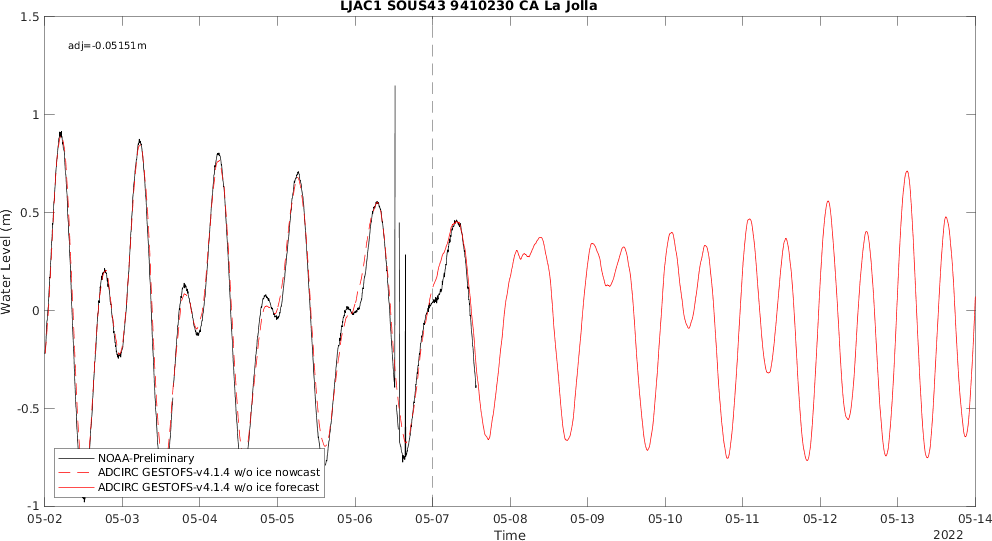 LJAC1 SOUS43 9410230 CA La Jolla
adj=-0.05151m
1.5
1
0.5
0
-0.5
-1
Water Level (m)
NOAA-Preliminary
ADCIRC GESTOFS-v4.1.4 w/o ice nowcast
ADCIRC GESTOFS-v4.1.4 w/o ice forecast
05-02 05-03 05-04 05-05 05-06 05-07 05-08 05-09 05-10 05-11 05-12 05-13 05-14
Time
2022